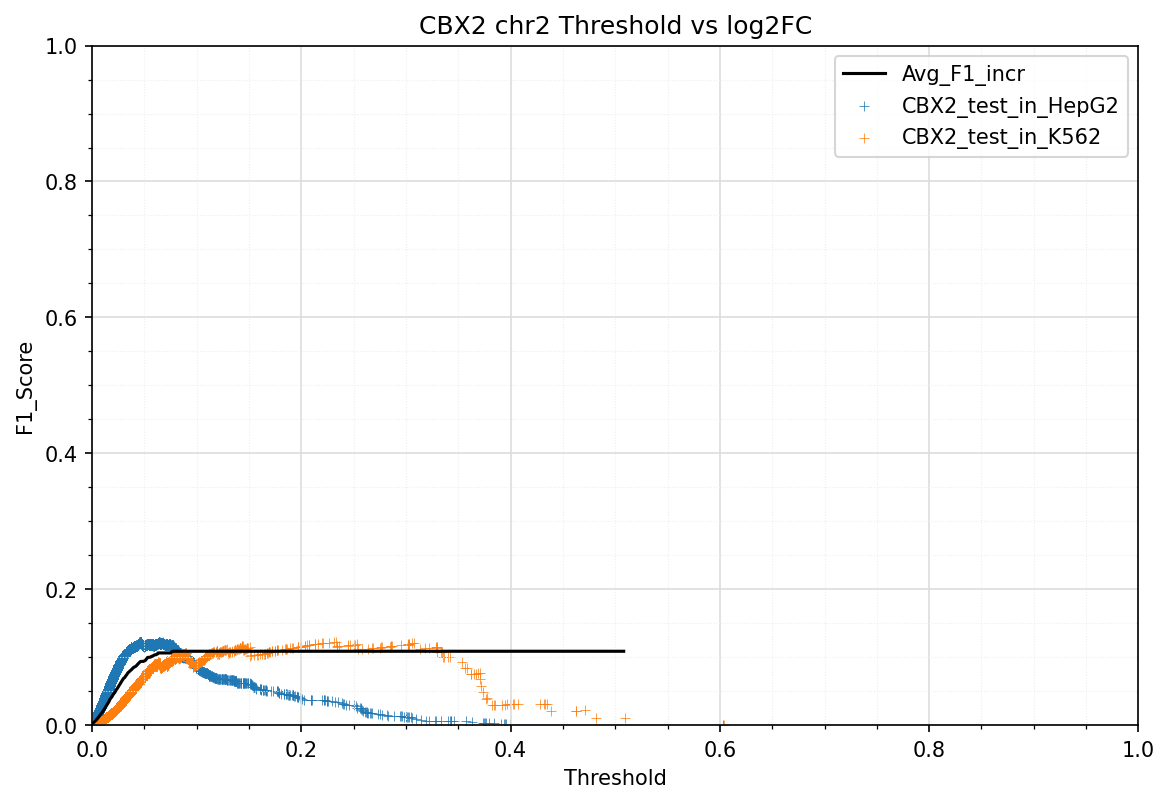 CBX2 chr2 Threshold vs log2FC
Avg_F1_incr
CBX2_test_in_HepG2
CBX2_test_in_K562
F1_Score
1.0
0.8
0.6
0.4
0.2
0.0
0.0 0.2 0.4 0.6 0.8 1.0
Threshold